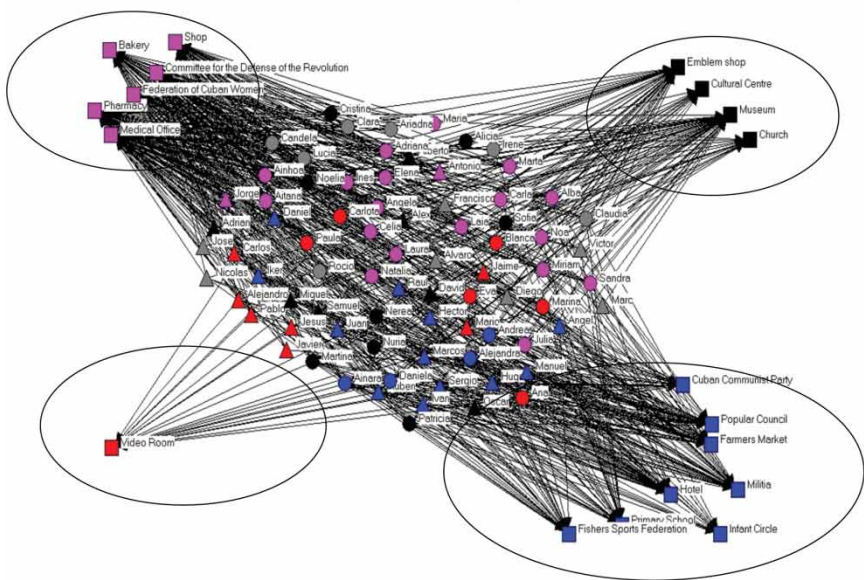 Shop
Bakery
Committee for the Defense of the Revolution
Federation of Cuban Women
Pharmacy
Medical Office
Emblem shop
Cultural Centre
Museum
Church
Cristina
Clara
Ariadna
Maria
Candela
Alicia
Irene
Lucia
Adriana
Ainhoa
Noelia
Ines
Elena
Antonio
Marta
Jorge
Aitana
Angela
Francisco
Carla
Alba
Adrian
Daniel
Carlota
Alex
Laia
Sofia
Claudia
Jose
Carlos
Paula
Celia
Laura
Alvaro
Blanca
Noa
Victor
Nicolas
Iker
Rocio
Natalia
Raul
Jaime
Miriam
Sandra
Alejandro
Miguel
David
Eva
Diego
Marina
Marc
Pablo
Samuel
Nerea
Hector
Jesus
Juan
Mario
Andrea
Angel
Javier
Nuria
Julia
Martina
Marcos
Alejandra
Manuel
Ainara
Daniela
Sergio
Hugo
Ana
Ivan
Oscar
Patricia
Video Room
Cuban Communist Party
Popular Council
Farmers Market
Hotel
Militia
Primary School
Fishers Sports Federation
Infant Circle